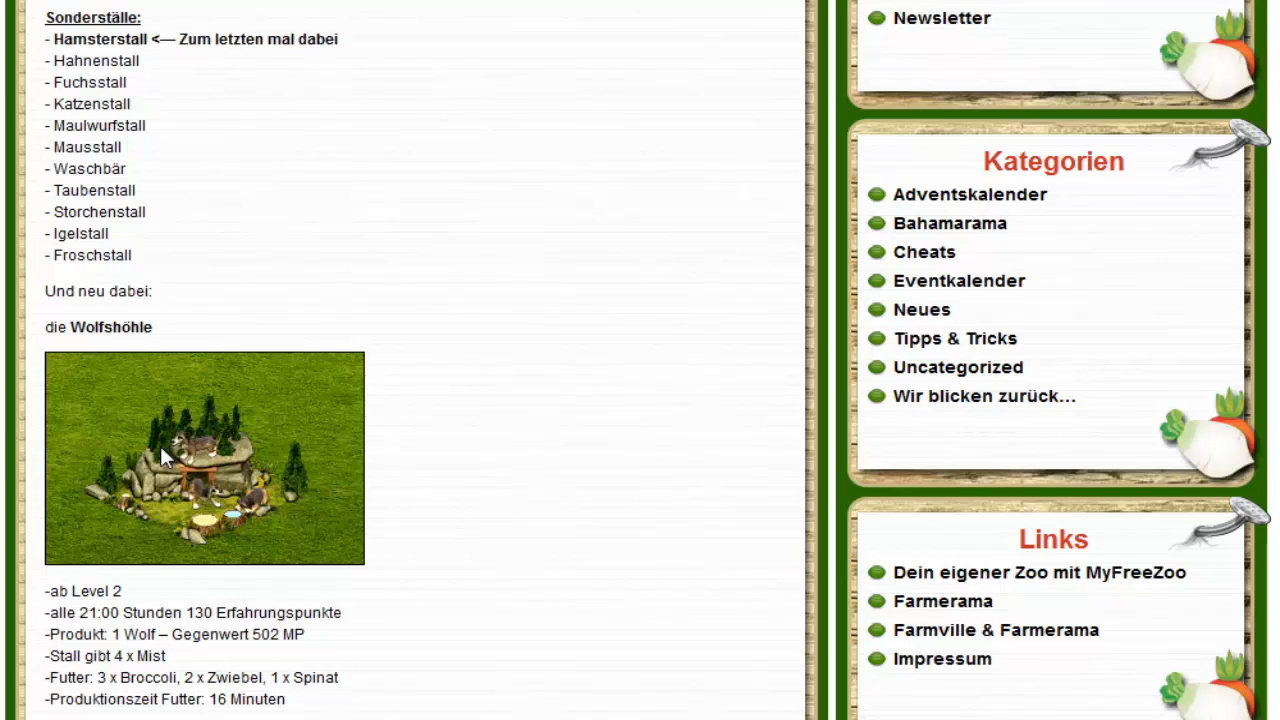 Sonderställe:
- Hamsterstall <— Zum letzten mal dabei
- Hahnenstall
- Fuchsstall
- Katzenstall
- Maulwurfstall
- Mausstall
- Waschbär
- Taubenstall
- Storchenstall
- Igelstall
- Froschstall
Und neu dabei:
die Wolfshöhle
-ab Level 2
-alle 21:00 Stunden 130 Erfahrungspunkte
-Produkt: 1 Wolf – Gegenwert 502 MP
-Stall gibt 4 x Mist
-Futter: 3 x Broccoli, 2 x Zwiebel, 1 x Spinat
-Produktionszeit Futter: 16 Minuten
Newsletter
Kategorien
Adventskalender
Bahamarama
Cheats
Eventkalender
Neues
Tipps & Tricks
Uncategorized
Wir blicken zurück...
Links
Dein eigener Zoo mit MyFreeZoo
Farmerama
Farmville & Farmerama
Impressum